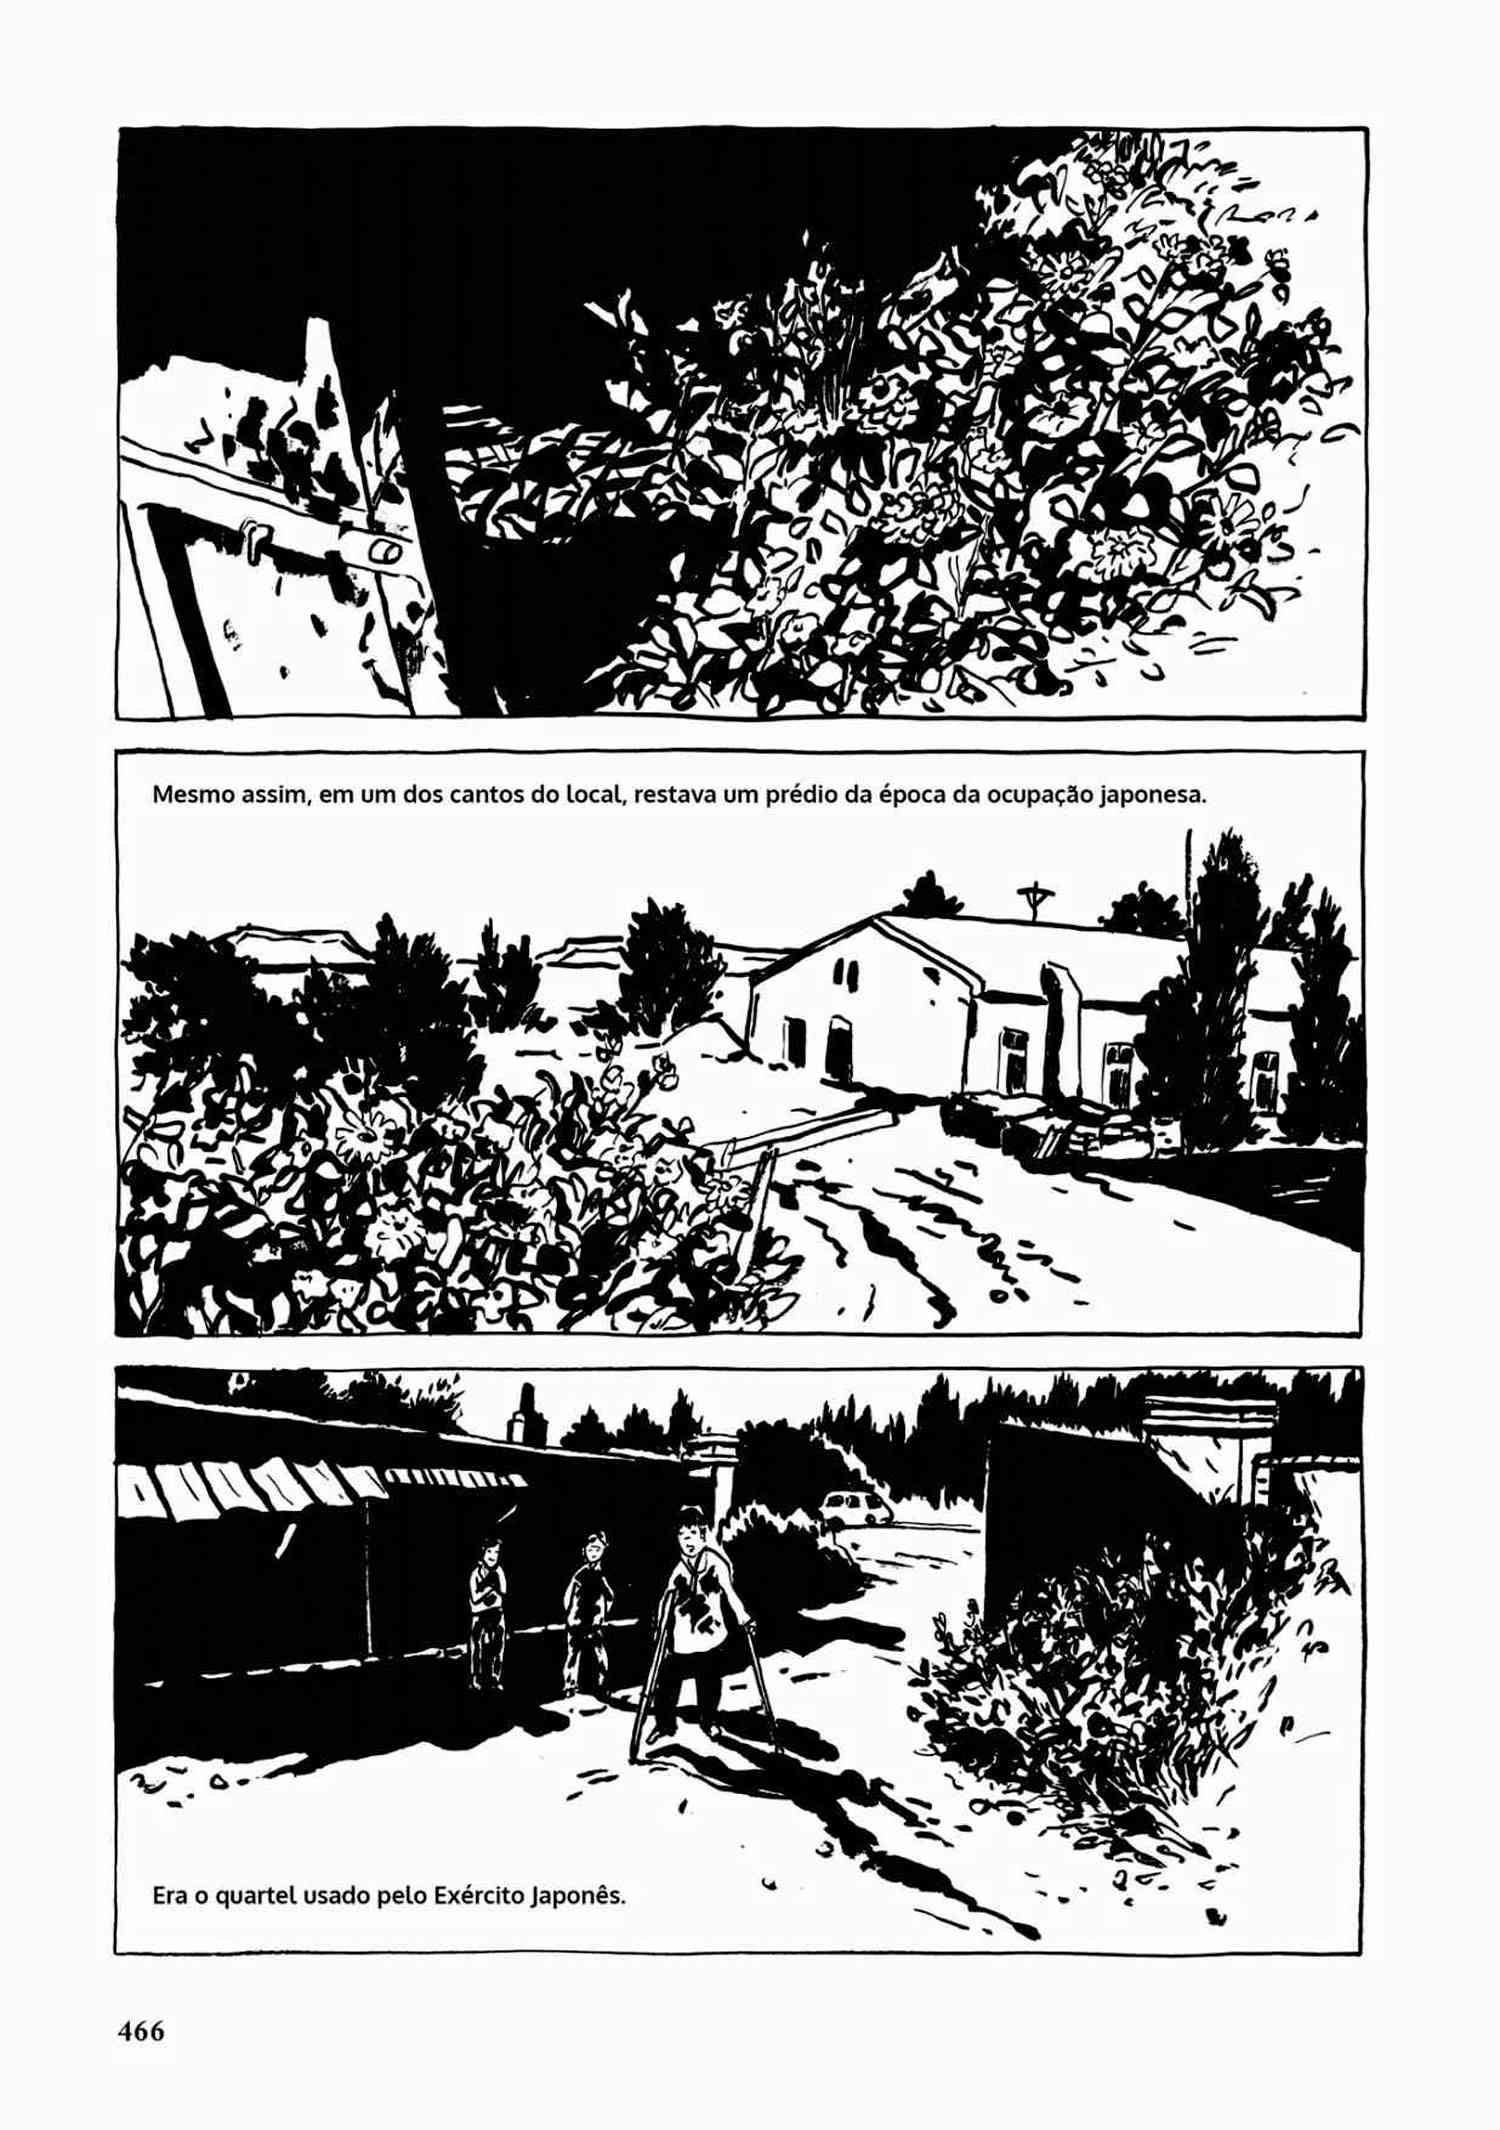 Mesmo assim, em um dos cantos do local, restava um prédio da época da ocupação japonesa.
Era o quartel usado pelo Exército Japonês.
466